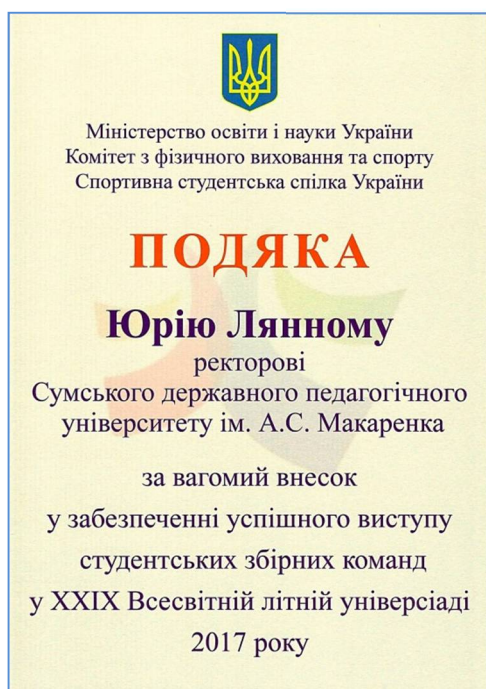 Міністерство освіти і науки України
Комітет з фізичного виховання та спорту
Спортивна студентська спілка України
ПОДЯКА
Юрію Лянному
ректорові
Сумського державного педагогічного
університету ім. А.С. Макаренка
за вагомий внесок
у забезпеченні успішного виступу
студентських збірних команд
у XXIX Всесвітній літній універсіаді
2017 року